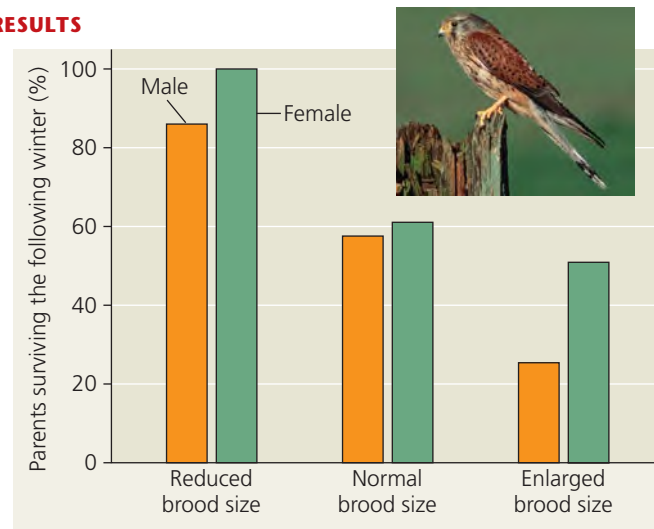 RESULTS
Parents surviving the following winter (%)
100
80
60
40
20
0
Male
Female
Reduced
brood size
Normal
brood size
Enlarged
brood size